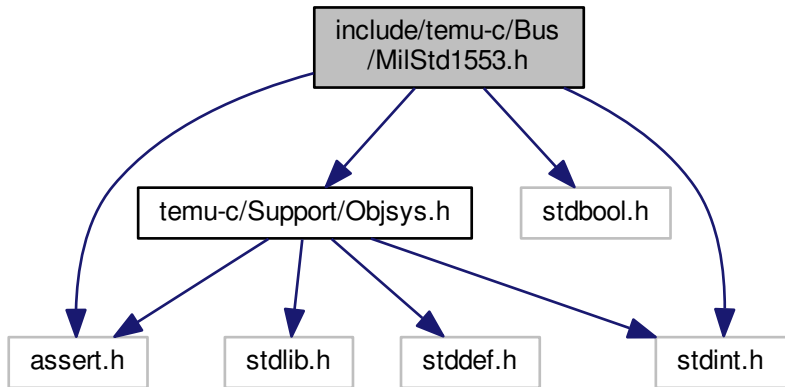 include/temu-c/Bus
/MilStd1553.h
temu-c/Support/Objsys.h
stdbool.h
assert.h
stdlib.h
stddef.h
stdint.h